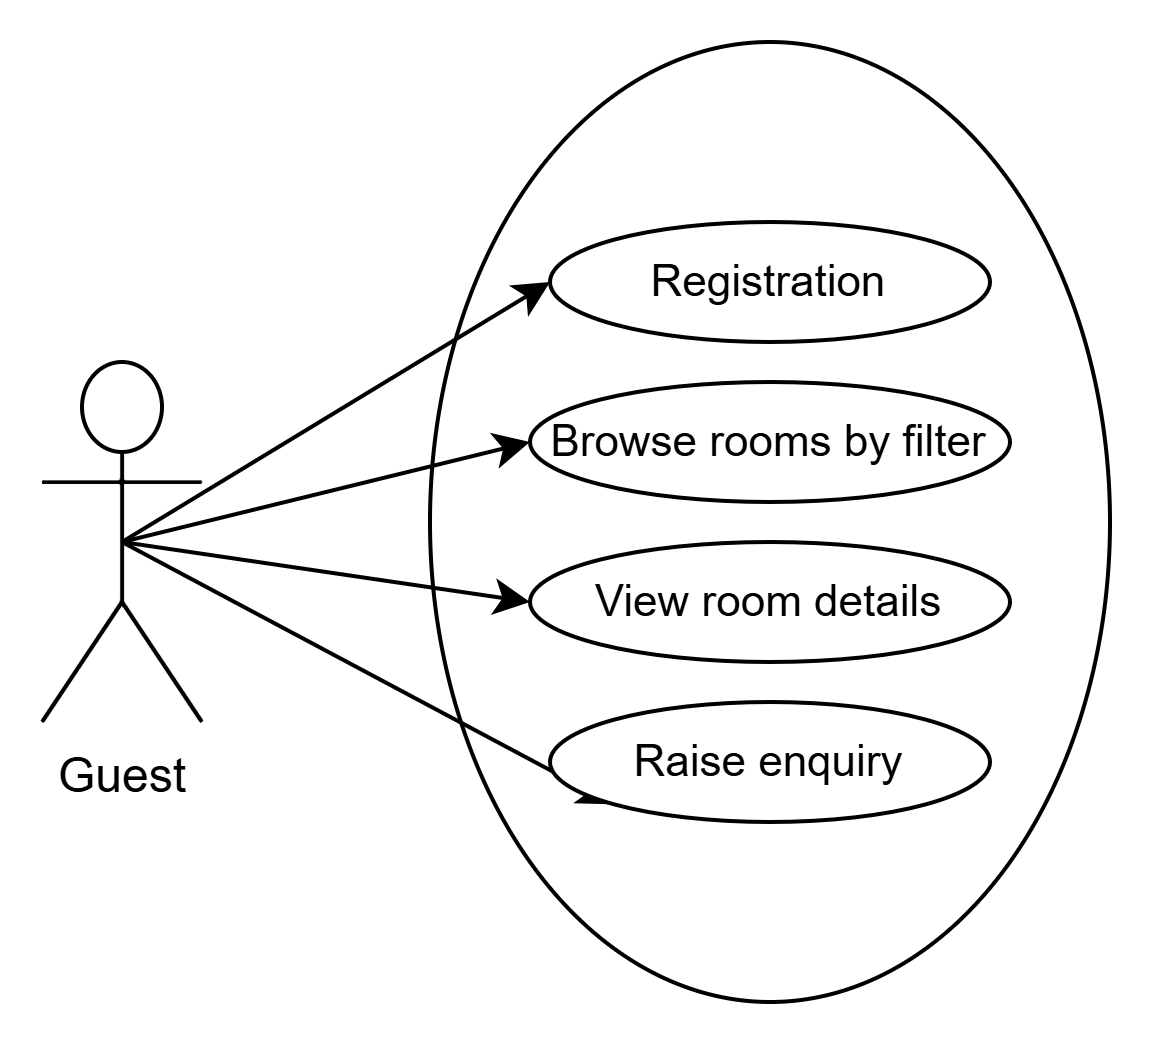 Registration
Browse rooms by filter
View room details
Raise enquiry
Guest